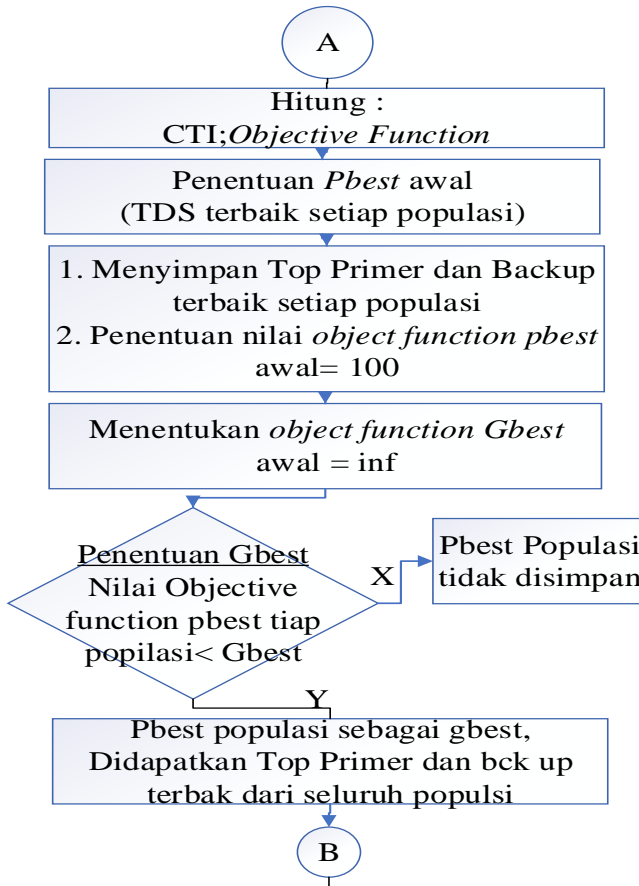 A
Hitung :
CTI;Objective Function
Penentuan Pbest awal
(TDS terbaik setiap populasi)
1. Menyimpan Top Primer dan Backup
terbaik setiap populasi
2. Penentuan nilai object function pbest
awal= 100
Menentukan object function Gbest
awal = inf
Penentuan Gbest
Nilai Objective
function pbest tiap
popilasi< Gbest
X
Pbest Populasi
tidak disimpan
Y
Pbest populasi sebagai gbest,
Didapatkan Top Primer dan bck up
terbak dari seluruh populsi
B